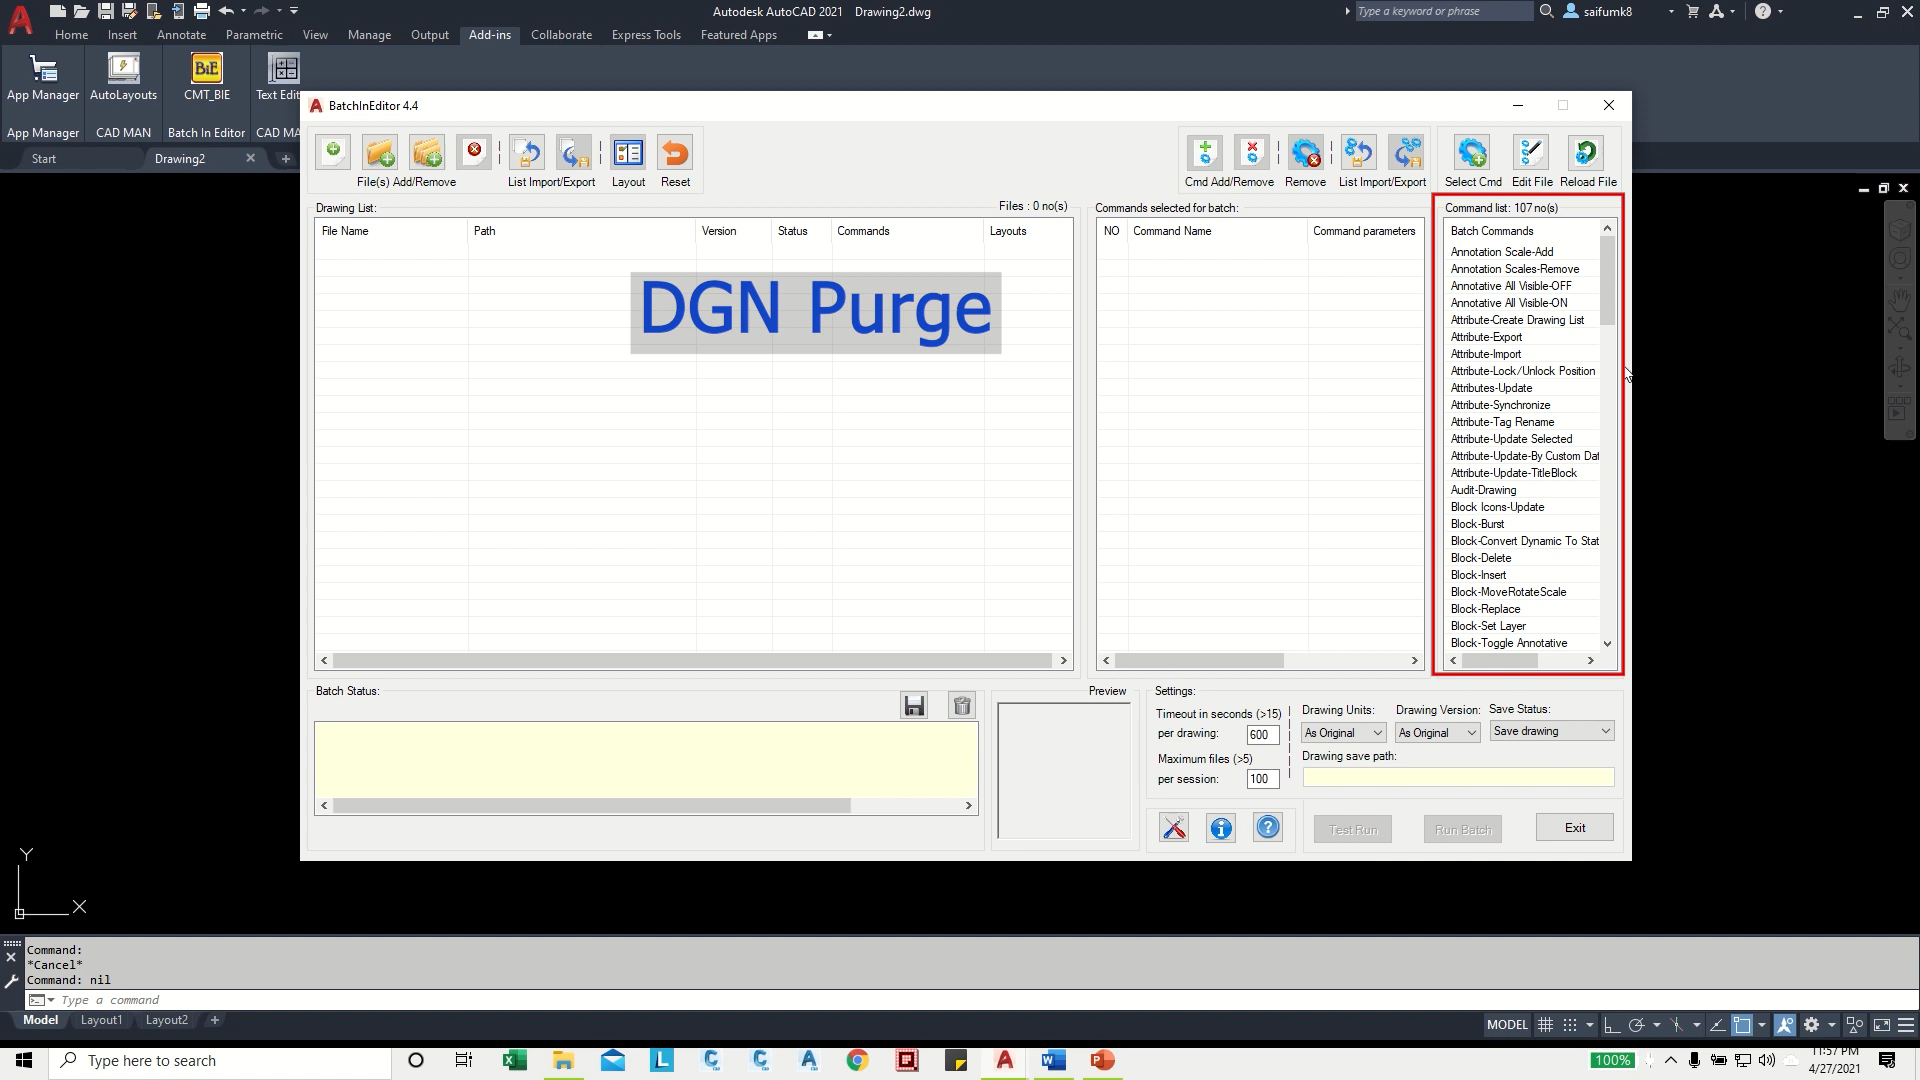 Autodesk AutoCAD 2021 Drawing2.dwg
Type a keyword or phrase
saifumk8
Home Insert Annotate Parametric View Manage Output Add-ins Collaborate Express Tools Featured Apps
App Manager AutoLayouts CMT_BIE Text Edit
App Manager CAD MAN Batch In Editor CAD MA
Start Drawing2
BatchInEditor 4.4
File(s) Add/Remove List Import/Export Layout Reset
Cmd Add/Remove Remove List Import/Export Select Cmd Edit File Reload File
Drawing List: Files : 0 no(s)
Commands selected for batch:
Command list: 107 no(s)
File Name Path Version Status Commands Layouts
NO Command Name Command parameters
Batch Commands
Annotation Scale-Add
Annotation Scales-Remove
Annotative All Visible-OFF
Annotative All Visible-ON
Attribute-Create Drawing List
Attribute-Export
Attribute-Import
Attribute-Lock/Unlock Position
Attributes-Update
Attribute-Synchronize
Attribute-Tag Rename
Attribute-Update Selected
Attribute-Update-By Custom Dat
Attribute-Update-TitleBlock
Audit-Drawing
Block Icons-Update
Block-Burst
Block-Convert Dynamic To Stat
Block-Delete
Block-Insert
Block-MoveRotateScale
Block-Replace
Block-Set Layer
Block-Toggle Annotative
DGN Purge
Batch Status:
Preview
Settings:
Timeout in seconds (>15)
per drawing: 600
Maximum files (>5)
per session: 100
Drawing Units: Drawing Version: Save Status:
As Original As Original Save drawing
Drawing save path:
Test Run Run Batch Exit
Y
X
Command:
*Cancel*
Command: nil
Type a command
Model Layout1 Layout2
MODEL
Type here to search
100%
11:57 PM
4/27/2021